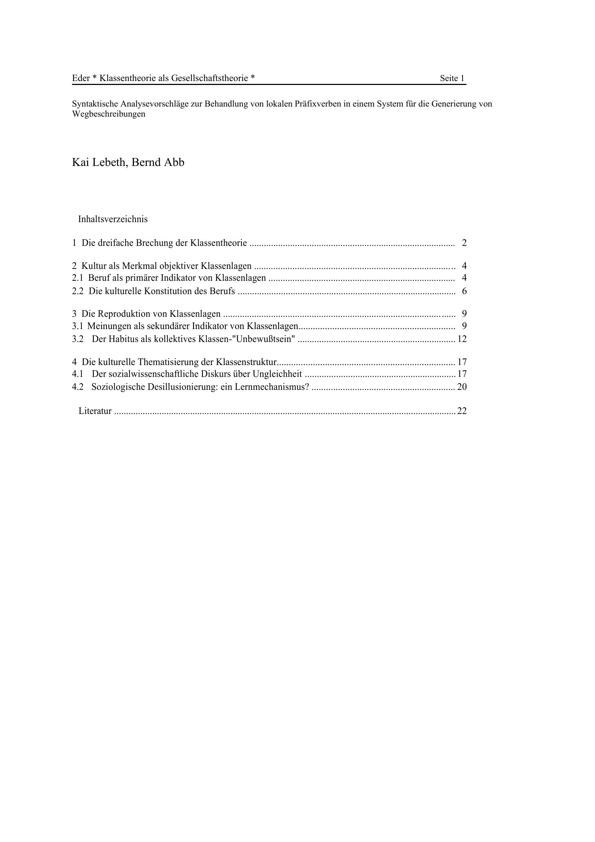 Eder * Klassentheorie als Gesellschaftstheorie * Seite 1
Syntaktische Analysevorschläge zur Behandlung von lokalen Präfixverben in einem System für die Generierung von
Wegbeschreibungen
Kai Lebeth, Bernd Abb
Inhaltsverzeichnis
1 Die dreifache Brechung der Klassentheorie ........ 2
2 Kultur als Merkmal objektiver Klassenlagen ........ 4
2.1 Beruf als primärer Indikator von Klassenlagen ........ 4
2.2 Die kulturelle Konstitution des Berufs ........ 6
3 Die Reproduktion von Klassenlagen ........ 9
3.1 Meinungen als sekundärer Indikator von Klassenlagen........ 9
3.2 Der Habitus als kollektives Klassen-"Unbewußtsein" ........ 12
4 Die kulturelle Thematisierung der Klassenstruktur........ 17
4.1 Der sozialwissenschaftliche Diskurs über Ungleichheit ........ 17
4.2 Soziologische Desillusionierung: ein Lernmechanismus? ........ 20
Literatur ........ 22